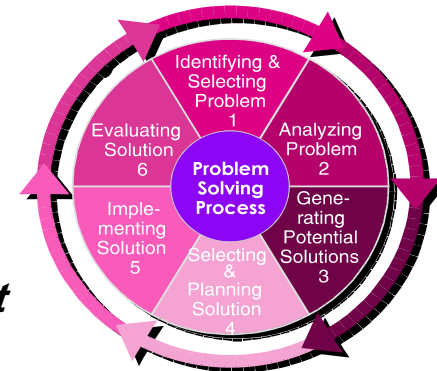 Identifying &
Selecting
Problem
1
Analyzing
Problem
2
Gene-
rating
Potential
Solutions
3
Selecting
&
Planning
Solution
4
Imple-
menting
Solution
5
Evaluating
Solution
6
Problem
Solving
Process
t